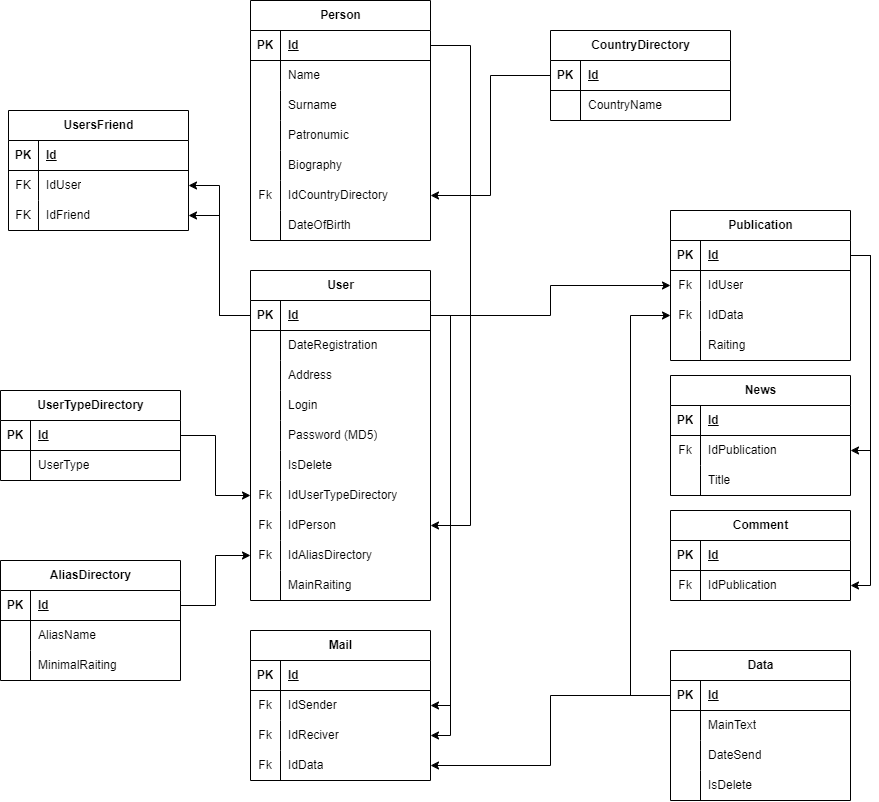 Person
PK Id
Name
Surname
Patronumic
Biography
Fk IdCountryDirectory
DateOfBirth
CountryDirectory
PK Id
CountryName
UsersFriend
PK Id
FK IdUser
FK IdFriend
User
PK Id
DateRegistration
Address
Login
Password (MD5)
IsDelete
Fk IdUserTypeDirectory
Fk IdPerson
Fk IdAliasDirectory
MainRaiting
Publication
PK Id
Fk IdUser
Fk IdData
Raiting
News
PK Id
Fk IdPublication
Title
Comment
PK Id
Fk IdPublication
UserTypeDirectory
PK Id
UserType
AliasDirectory
PK Id
AliasName
MinimalRaiting
Mail
PK Id
Fk IdSender
Fk IdReciver
Fk IdData
Data
PK Id
MainText
DateSend
IsDelete